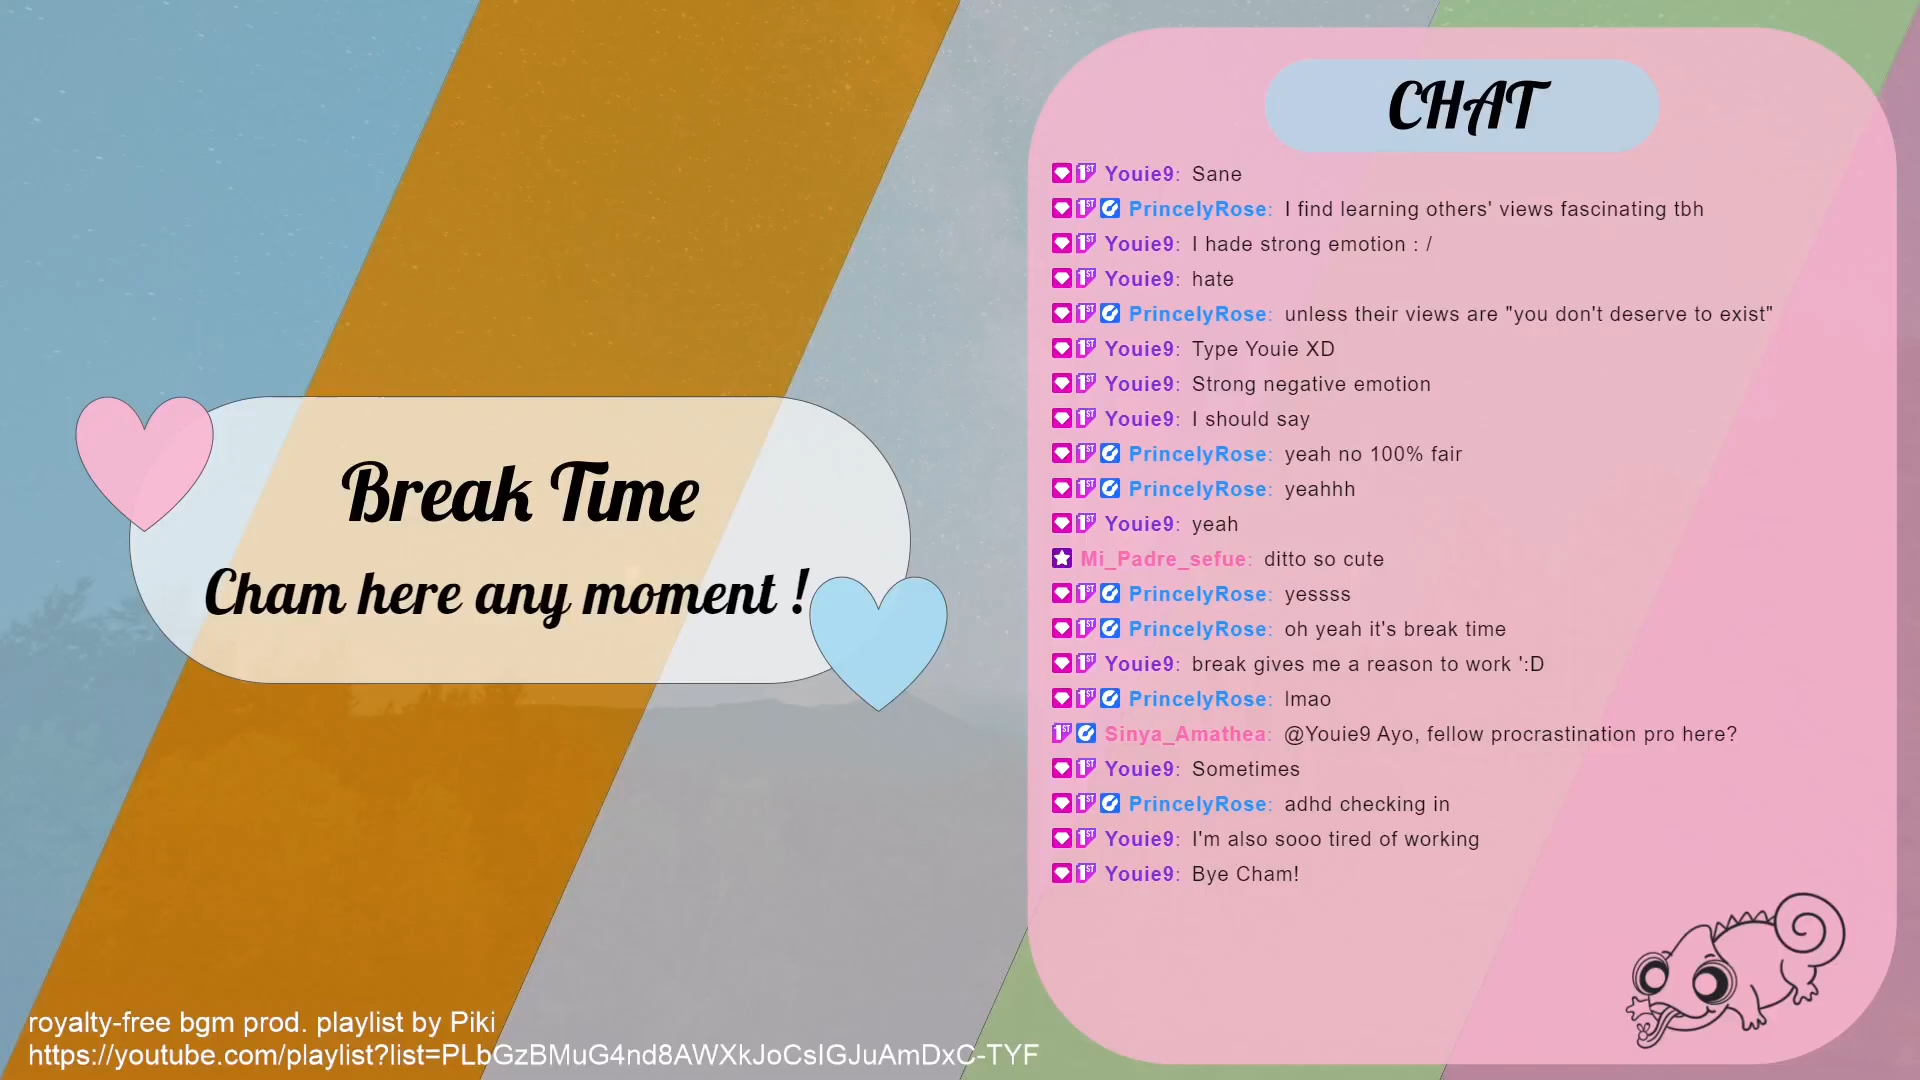 CHAT
Youie9: Sane
PrincelyRose: I find learning others' views fascinating tbh
Youie9: I hade strong emotion : /
Youie9: hate
PrincelyRose: unless their views are "you don't deserve to exist"
Youie9: Type Youie XD
Youie9: Strong negative emotion
Youie9: I should say
PrincelyRose: yeah no 100% fair
PrincelyRose: yeahhh
Youie9: yeah
Mi_Padre_sefue: ditto so cute
PrincelyRose: yessss
PrincelyRose: oh yeah it's break time
Youie9: break gives me a reason to work ':D
PrincelyRose: lmao
Sinya_Amathea: @Youie9 Ayo, fellow procrastination pro here?
Youie9: Sometimes
PrincelyRose: adhd checking in
Youie9: I'm also sooo tired of working
Youie9: Bye Cham!
Break Time
Cham here any moment !
royalty-free bgm prod. playlist by Piki
https://youtube.com/playlist?list=PLbGzBMuG4nd8AWXkJoCsIGJuAmDxC-TYF